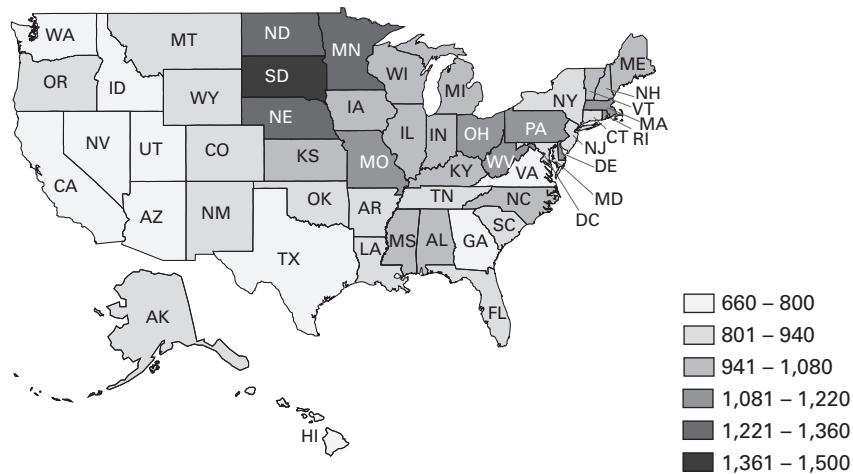 WA
MT
ND
MN
ME
OR
ID
SD
WI
MI
NH
VT
NY
WY
MA
NE
IA
PA
CT
RI
NV
UT
CO
IL
IN
OH
NJ
KS
MO
WV
DE
CA
KY
VA
MD
AZ
NM
OK
AR
TN
NC
DC
SC
TX
LA
MS
AL
GA
FL
AK
HI
660 – 800
801 – 940
941 – 1,080
1,081 – 1,220
1,221 – 1,360
1,361 – 1,500